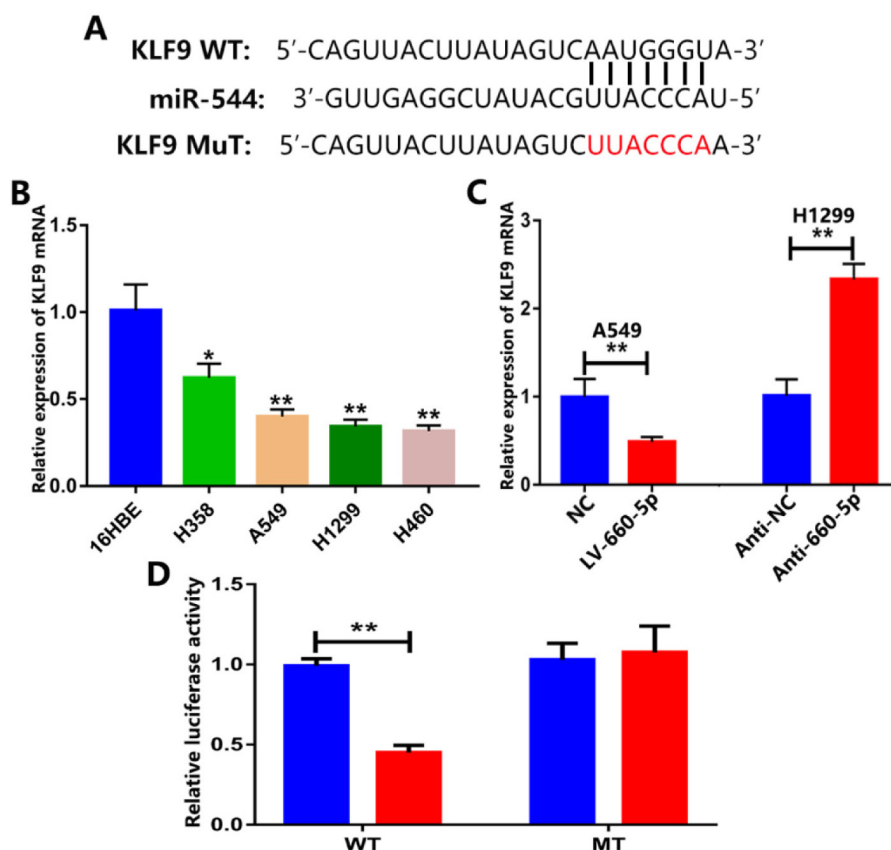 A
KLF9 WT: 5′-CAGUUACUUAUAGUCAAUGGGUA-3′
miR-544: 3′-GUUGAGGCUAUACGUUACCCAU-5′
KLF9 MuT: 5′-CAGUUACUUAUAGUCUUACCCAA-3′
B
Relative expression of KLF9 mRNA
1.5
1.0
0.5
0.0
*
**
**
**
16HBE
H358
A549
H1299
H460
C
Relative expression of KLF9 mRNA
3
2
1
0
A549
**
H1299
**
NC
LV-660-5p
Anti-NC
Anti-660-5p
D
Relative luciferase activity
1.5
1.0
0.5
0.0
**
WT
MT